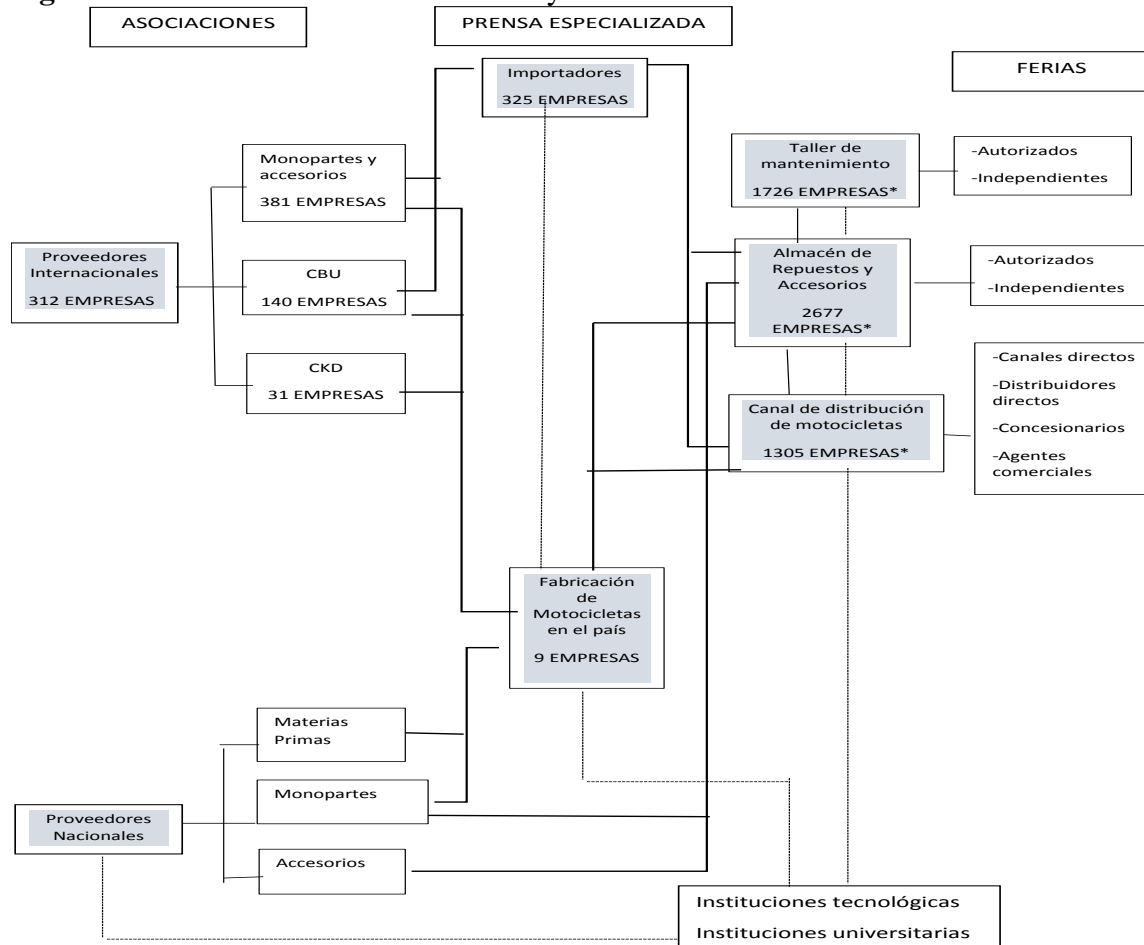 ASOCIACIONES
PRENSA ESPECIALIZADA
FERIAS
Importadores
325 EMPRESAS
Monopartes y
accesorios
381 EMPRESAS
Taller de
mantenimiento
1726 EMPRESAS*
-Autorizados
-Independientes
Proveedores
Internacionales
312 EMPRESAS
CBU
140 EMPRESAS
Almacén de
Repuestos y
Accesorios
2677
EMPRESAS*
-Autorizados
-Independientes
CKD
31 EMPRESAS
Canal de distribución
de motocicletas
1305 EMPRESAS*
-Canales directos
-Distribuidores
directos
-Concesionarios
-Agentes
comerciales
Fabricación
de
Motocicletas
en el país
9 EMPRESAS
Materias
Primas
Monopartes
Proveedores
Nacionales
Accesorios
Instituciones tecnológicas
Instituciones universitarias